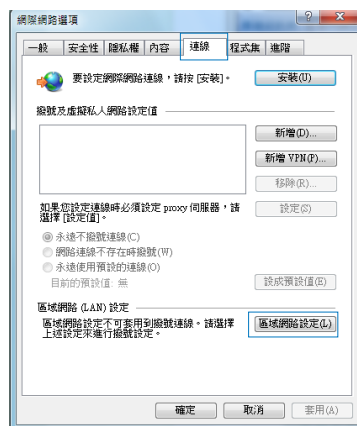 網際網路選項
一般 安全性 隱私權 內容 連線 程式集 進階
要設定網際網路連線，請按 [安裝]。 安裝(U)
撥號及虛擬私人網路設定值
新增(D)...
新增 VPN(P)...
移除(R)...
如果您設定連線時必須設定 proxy 伺服器，請
選擇 [設定值]。
設定(S)
永遠不撥號連線(C)
網路連線不存在時撥號(W)
永遠使用預設的連線(O)
目前的預設值: 無 設成預設值(E)
區域網路 (LAN) 設定
區域網路設定不可套用到撥號連線。請選擇
上述設定來進行撥號設定。
區域網路設定(L)
確定 取消 套用(A)